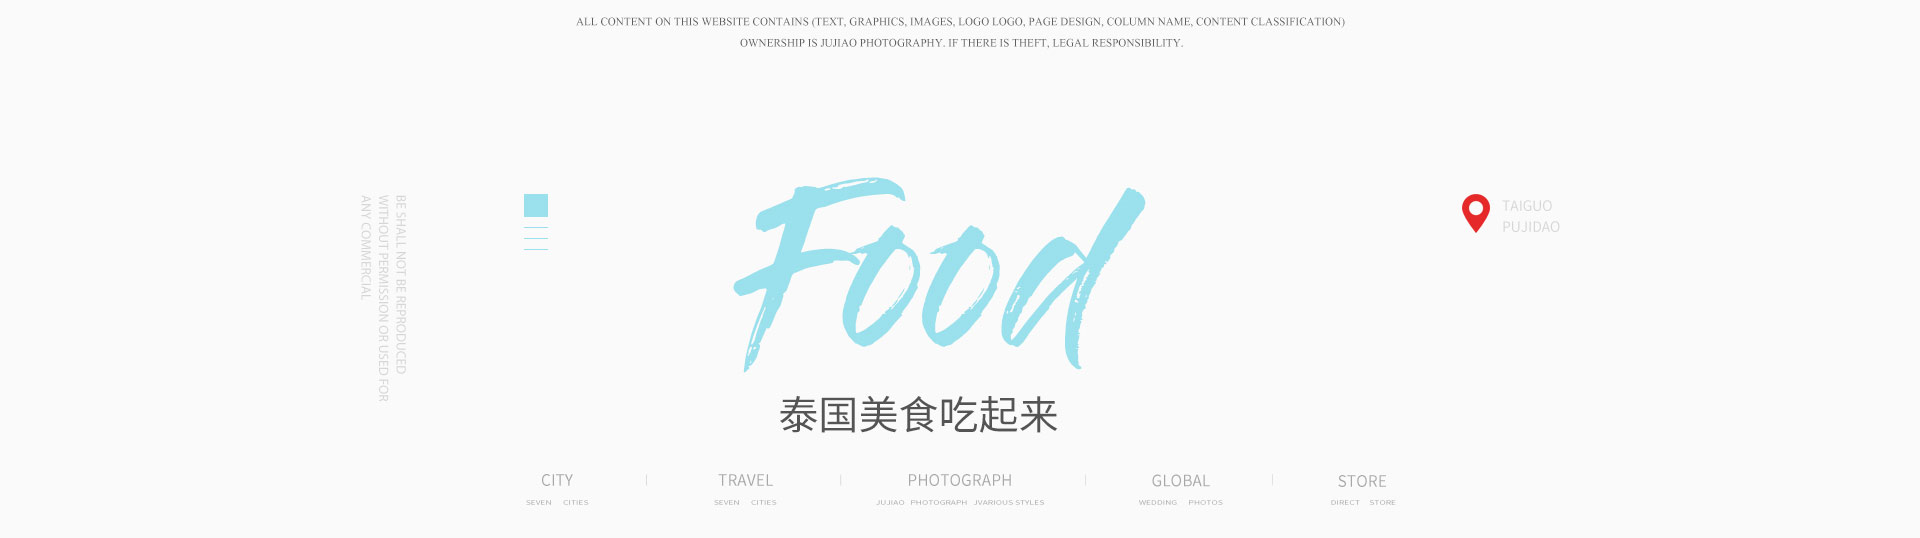 ALL CONTENT ON THIS WEBSITE CONTAINS (TEXT, GRAPHICS, IMAGES, LOGO LOGO, PAGE DESIGN, COLUMN NAME, CONTENT CLASSIFICATION)
OWNERSHIP IS JUJIAO PHOTOGRAPHY. IF THERE IS THEFT, LEGAL RESPONSIBILITY.
BE SHALL NOT BE REPRODUCED
WITHOUT PERMISSION OR USED FOR
ANY COMMERCIAL
Food
TAIGUO
PUJIDAO
泰国美食吃起来
CITY
SEVEN CITIES
TRAVEL
SEVEN CITIES
PHOTOGRAPH
JUJIAO PHOTOGRAPH JVARIOUS STYLES
GLOBAL
WEDDING PHOTOS
STORE
DIRECT STORE